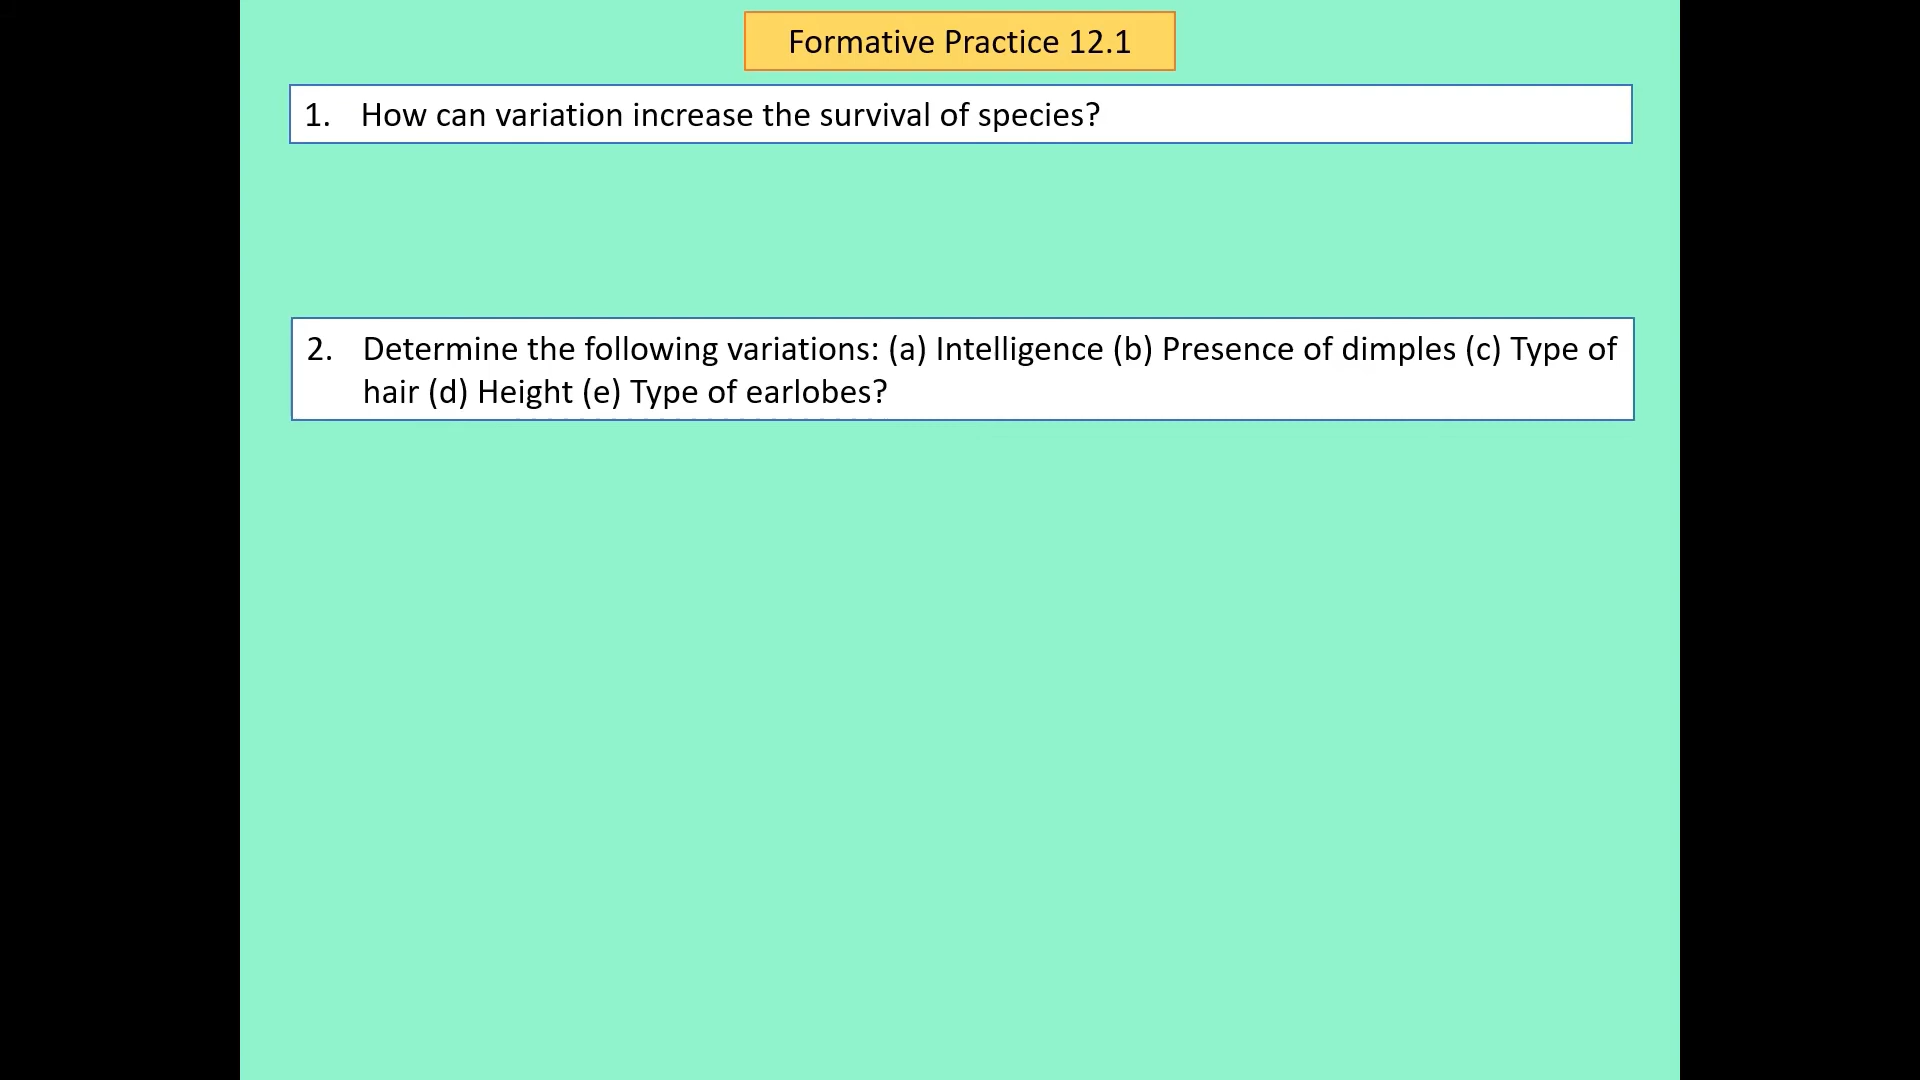 Formative Practice 12.1
1. How can variation increase the survival of species?
2. Determine the following variations: (a) Intelligence (b) Presence of dimples (c) Type of
hair (d) Height (e) Type of earlobes?